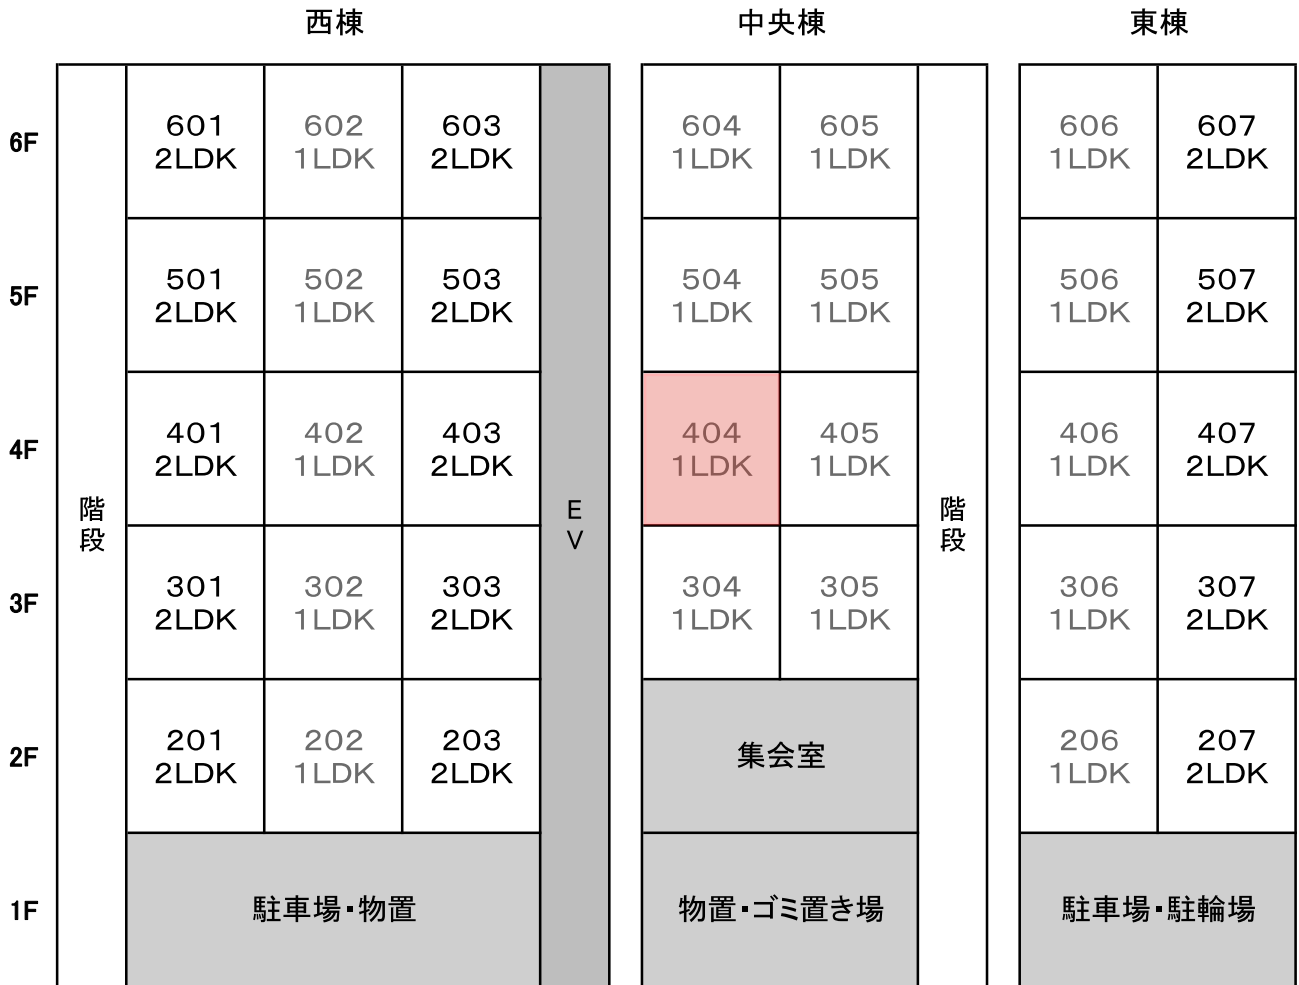 西棟 中央棟 東棟
6F
601 602 603 604 605 606 607
2LDK 1LDK 2LDK 1LDK 1LDK 1LDK 2LDK
5F
501 502 503 504 505 506 507
2LDK 1LDK 2LDK 1LDK 1LDK 1LDK 2LDK
4F
401 402 403 404 405 406 407
2LDK 1LDK 2LDK 1LDK 1LDK 1LDK 2LDK
階段 EV 階段
3F
301 302 303 304 305 306 307
2LDK 1LDK 2LDK 1LDK 1LDK 1LDK 2LDK
2F
201 202 203 集会室 206 207
2LDK 1LDK 2LDK 1LDK 2LDK
1F
駐車場・物置 物置・ゴミ置き場 駐車場・駐輪場